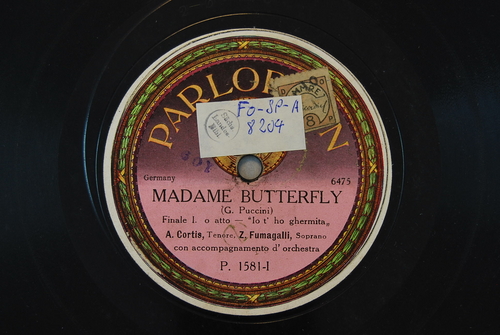 PARLOPHON
FO-SP-A
8204
Germany
6475
MADAME BUTTERFLY
(G. Puccini)
Finale I. o atto — "Io t' ho ghermita„
A. Cortis, Tenore, Z. Fumagalli, Soprano
con accompagnamento d' orchestra
P. 1581-I